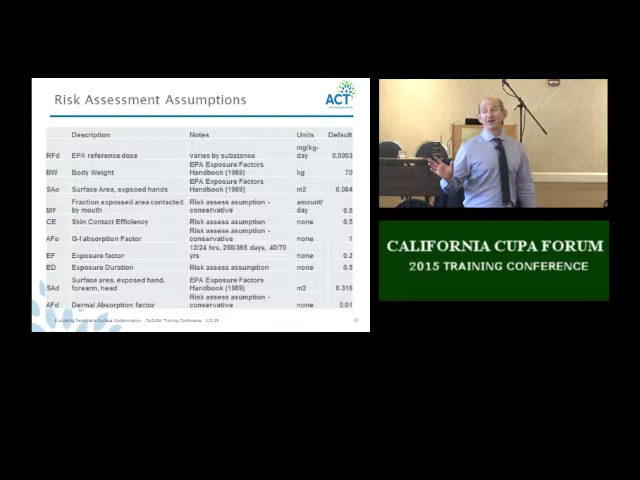 Risk Assessment Assumptions
ACT
Description Notes Units Default
RFd EPA reference dose varies by substance mg/kg-day 0.0003
BW Body Weight EPA Exposure Factors Handbook (1989) kg 70
SAo Surface Area, exposed hands EPA Exposure Factors Handbook (1989) m2 0.084
MF Fraction exposed area contacted by mouth Risk assess asumption - conservative amount/day 0.5
CE Skin Contact Efficiency Risk assess assumption none 0.5
AFo G-I absorption Factor Risk assess asumption - conservative none 1
EF Exposure factor 12/24 hrs, 250/365 days, 40/70 yrs none 0.2
ED Exposure Duration Risk assess assumption none 0.5
SAd Surface area, exposed hand, forearm, head EPA Exposure Factors Handbook (1989) m2 0.316
AFd Dermal Absorption factor Risk assess asumption - conservative none 0.01
CALIFORNIA CUPA FORUM
2015 TRAINING CONFERENCE